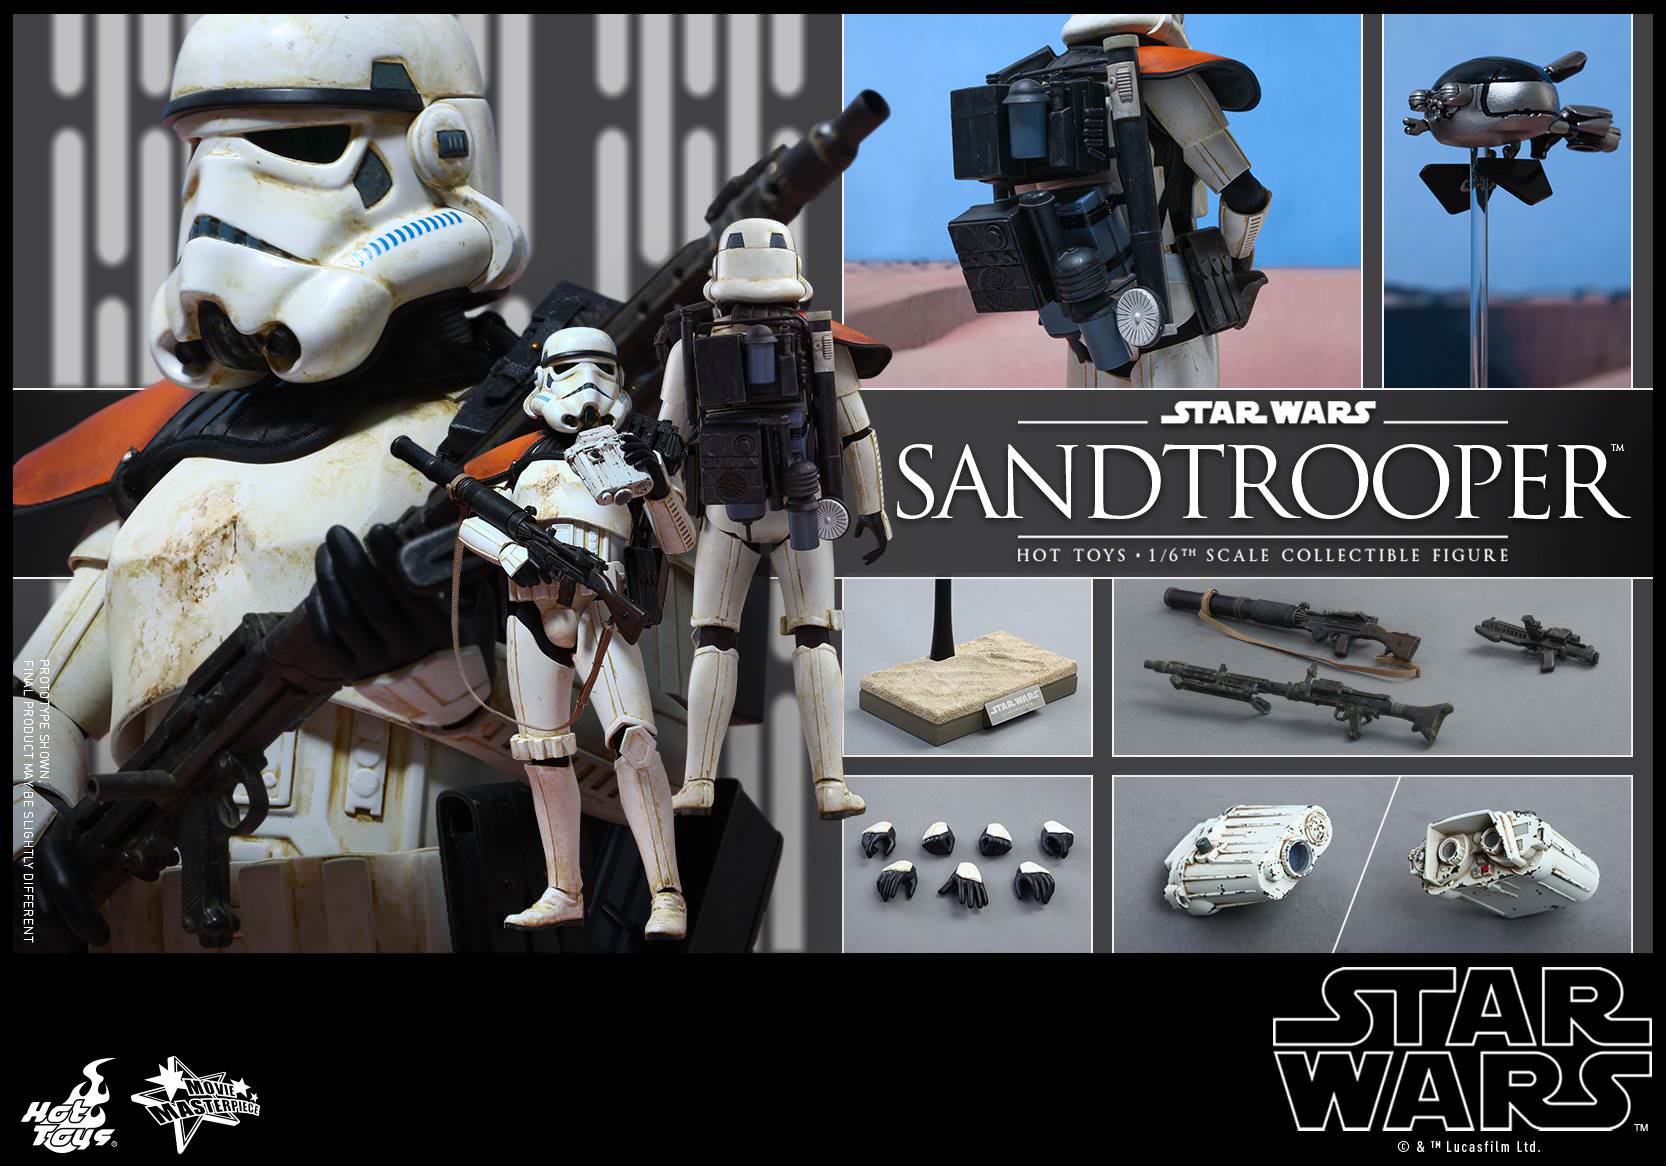 STAR WARS
SANDTROOPER™
HOT TOYS • 1/6TH SCALE COLLECTIBLE FIGURE
STAR WARS
PROTOTYPE SHOWN,
FINAL PRODUCT MAY BE SLIGHTLY DIFFERENT
Hot
Toys®
MOVIE
MASTERPIECE
STAR
WARS™
© & ™ Lucasfilm Ltd.